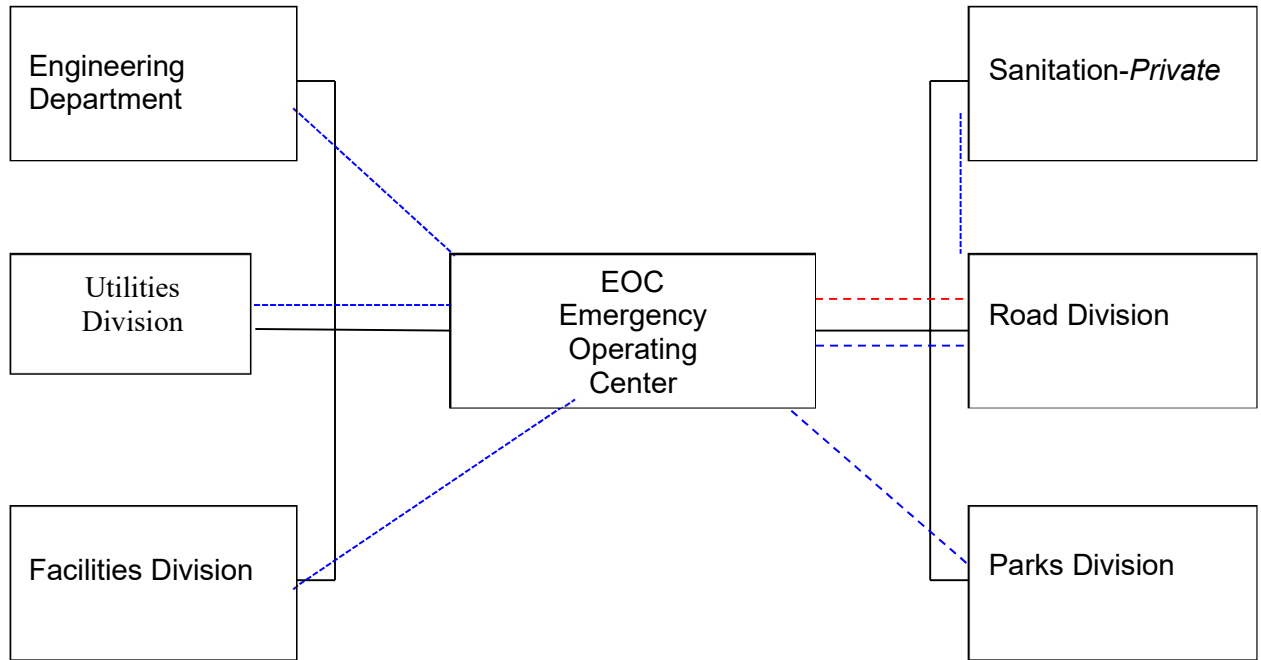 Engineering
Department
Sanitation-Private
Utilities
Division
EOC
Emergency
Operating
Center
Road Division
Facilities Division
Parks Division